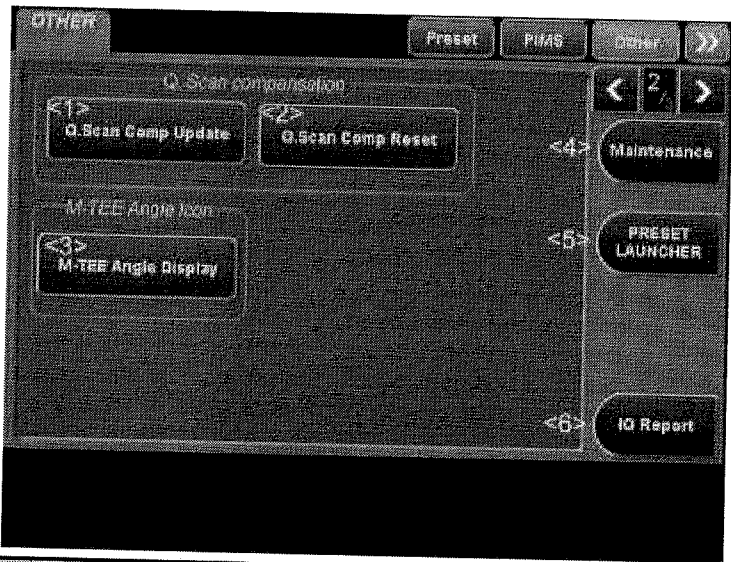 OTHER
Preset PIMS Other >>
< 2/ >
Q.Scan compensation
<1> Q.Scan Comp Update
<2> Q.Scan Comp Reset
<4> Maintenance
M-TEE Angle Icon
<3> M-TEE Angle Display
<5> PRESET LAUNCHER
<6> IQ Report